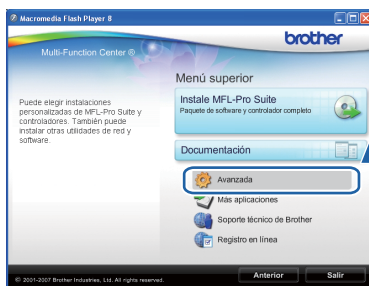 Macromedia Flash Player 8
brother
Multi-Function Center ®
Menú superior
Puede elegir instalaciones
personalizadas de MFL-Pro Suite y
controladores. También puede
instalar otras utilidades de red y
software.
Instale MFL-Pro Suite
Paquete de software y controlador completo
Documentación
Avanzada
Más aplicaciones
Soporte técnico de Brother
Registro en línea
© 2001-2007 Brother Industries, Ltd. All rights reserved.
Anterior
Salir